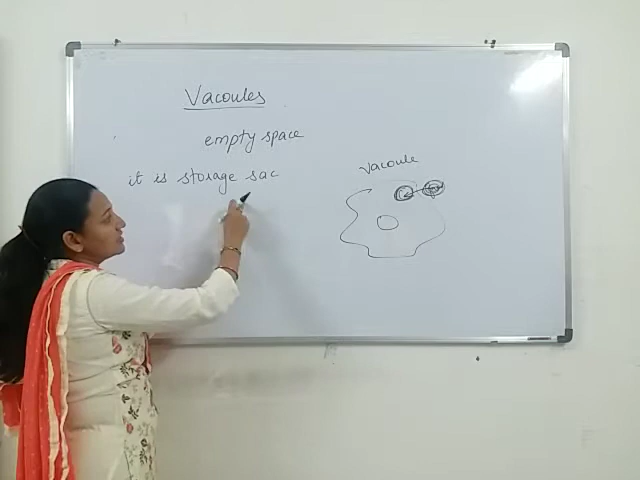 Vacoules
empty space
it is storage sac
Vacoule